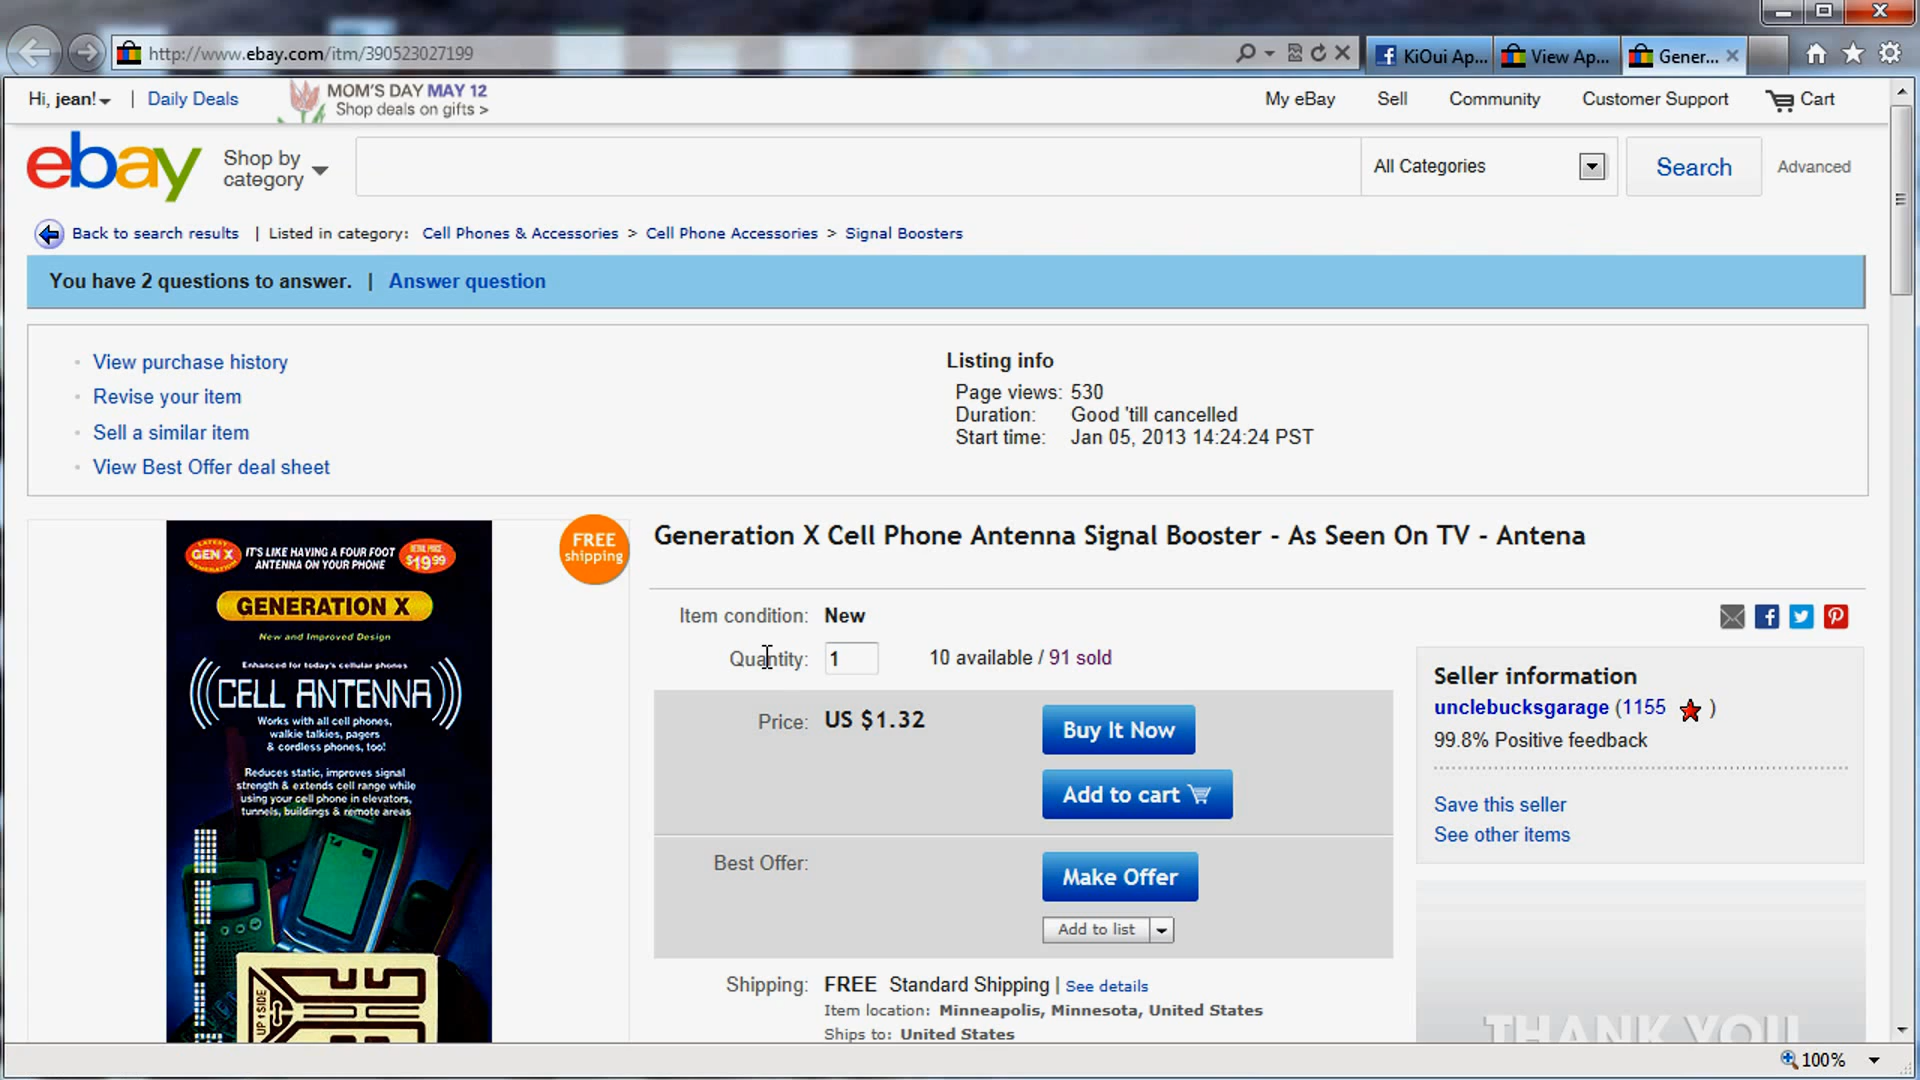 http://www.ebay.com/itm/390523027199
KiOui Ap...
View Ap...
Gener...
Hi, jean!
|
Daily Deals
MOM'S DAY MAY 12
Shop deals on gifts >
My eBay
Sell
Community
Customer Support
Cart
ebay
Shop by
category
All Categories
Search
Advanced
Back to search results | Listed in category: Cell Phones & Accessories > Cell Phone Accessories > Signal Boosters
You have 2 questions to answer. | Answer question
View purchase history
Revise your item
Sell a similar item
View Best Offer deal sheet
Listing info
Page views: 530
Duration: Good 'till cancelled
Start time: Jan 05, 2013 14:24:24 PST
LATEST
GEN X
GENERATION
IT'S LIKE HAVING A FOUR FOOT
ANTENNA ON YOUR PHONE
RETAIL PRICE
$19.99
GENERATION X
New and Improved Design
Enhanced for today's cellular phones
CELL ANTENNA
Works with all cell phones,
walkie talkies, pagers
& cordless phones, too!
Reduces static, improves signal
strength & extends cell range while
using your cell phone in elevators,
tunnels, buildings & remote areas
UP SIDE
FREE
shipping
Generation X Cell Phone Antenna Signal Booster - As Seen On TV - Antena
Item condition: New
Quantity: 1 10 available / 91 sold
Price: US $1.32
Buy It Now
Add to cart
Best Offer:
Make Offer
Add to list
Shipping: FREE Standard Shipping | See details
Item location: Minneapolis, Minnesota, United States
Ships to: United States
Seller information
unclebucksgarage (1155 )
99.8% Positive feedback
Save this seller
See other items
THANK YOU
100%